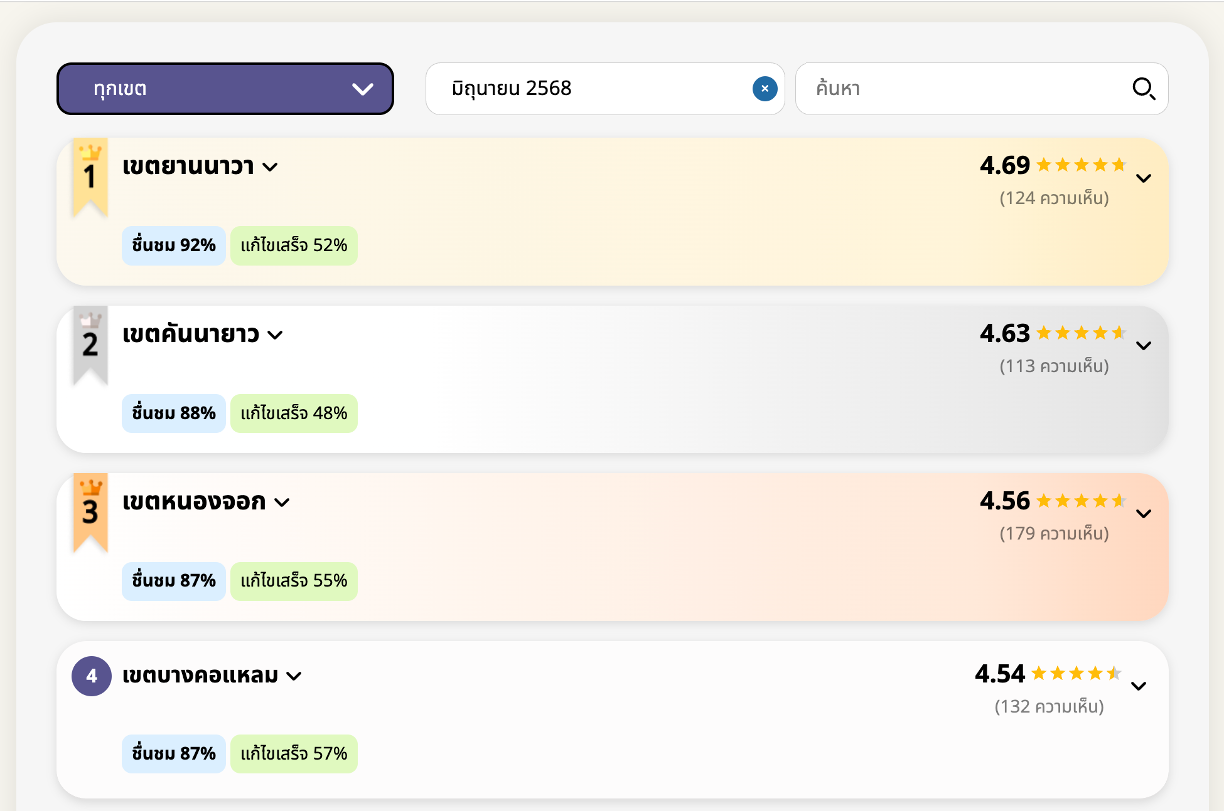 ทุกเขต
มิถุนายน 2568
ค้นหา
1
เขตยานนาวา
4.69
(124 ความเห็น)
ชื่นชม 92%
แก้ไขเสร็จ 52%
2
เขตคันนายาว
4.63
(113 ความเห็น)
ชื่นชม 88%
แก้ไขเสร็จ 48%
3
เขตหนองจอก
4.56
(179 ความเห็น)
ชื่นชม 87%
แก้ไขเสร็จ 55%
4
เขตบางคอแหลม
4.54
(132 ความเห็น)
ชื่นชม 87%
แก้ไขเสร็จ 57%